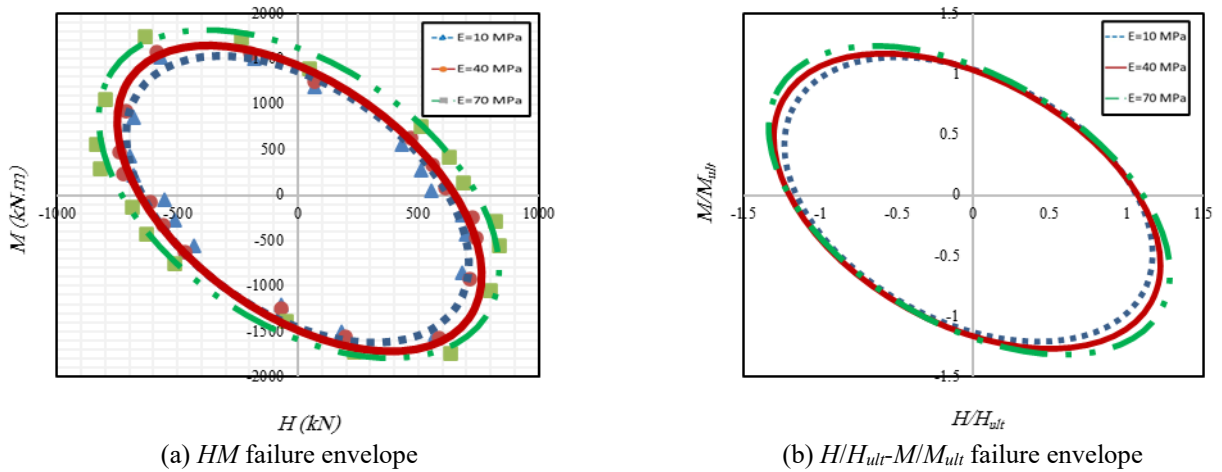 2000
1500
1000
500
0
-500
-1000
-1500
-2000
-1000
-500
0
500
1000
M (kN.m)
H (kN)
E=10 MPa
E=40 MPa
E=70 MPa
(a) HM failure envelope
1.5
1
0.5
0
-0.5
-1
-1.5
-1.5
-1
-0.5
0
0.5
1
1.5
M/Mult
H/Hult
E=10 MPa
E=40 MPa
E=70 MPa
(b) H/Hult-M/Mult failure envelope